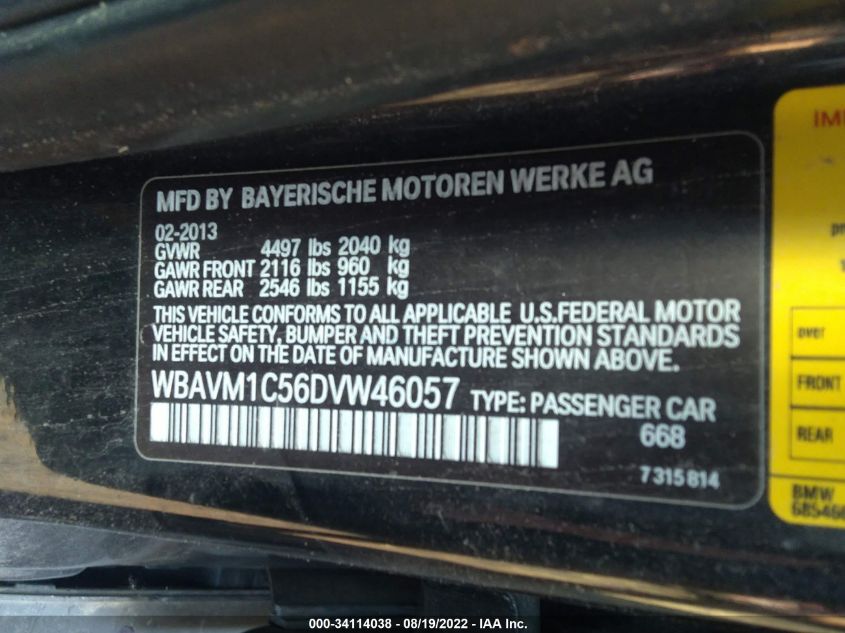 MFD BY BAYERISCHE MOTOREN WERKE AG
02-2013
GVWR 4497 lbs 2040 kg
GAWR FRONT 2116 lbs 960 kg
GAWR REAR 2546 lbs 1155 kg
THIS VEHICLE CONFORMS TO ALL APPLICABLE U.S.FEDERAL MOTOR
VEHICLE SAFETY, BUMPER AND THEFT PREVENTION STANDARDS
IN EFFECT ON THE DATE OF MANUFACTURE SHOWN ABOVE.
WBAVM1C56DVW46057 TYPE: PASSENGER CAR
668
7 315 814
over
FRONT
REAR
BMW
000-34114038 - 08/19/2022 - IAA Inc.